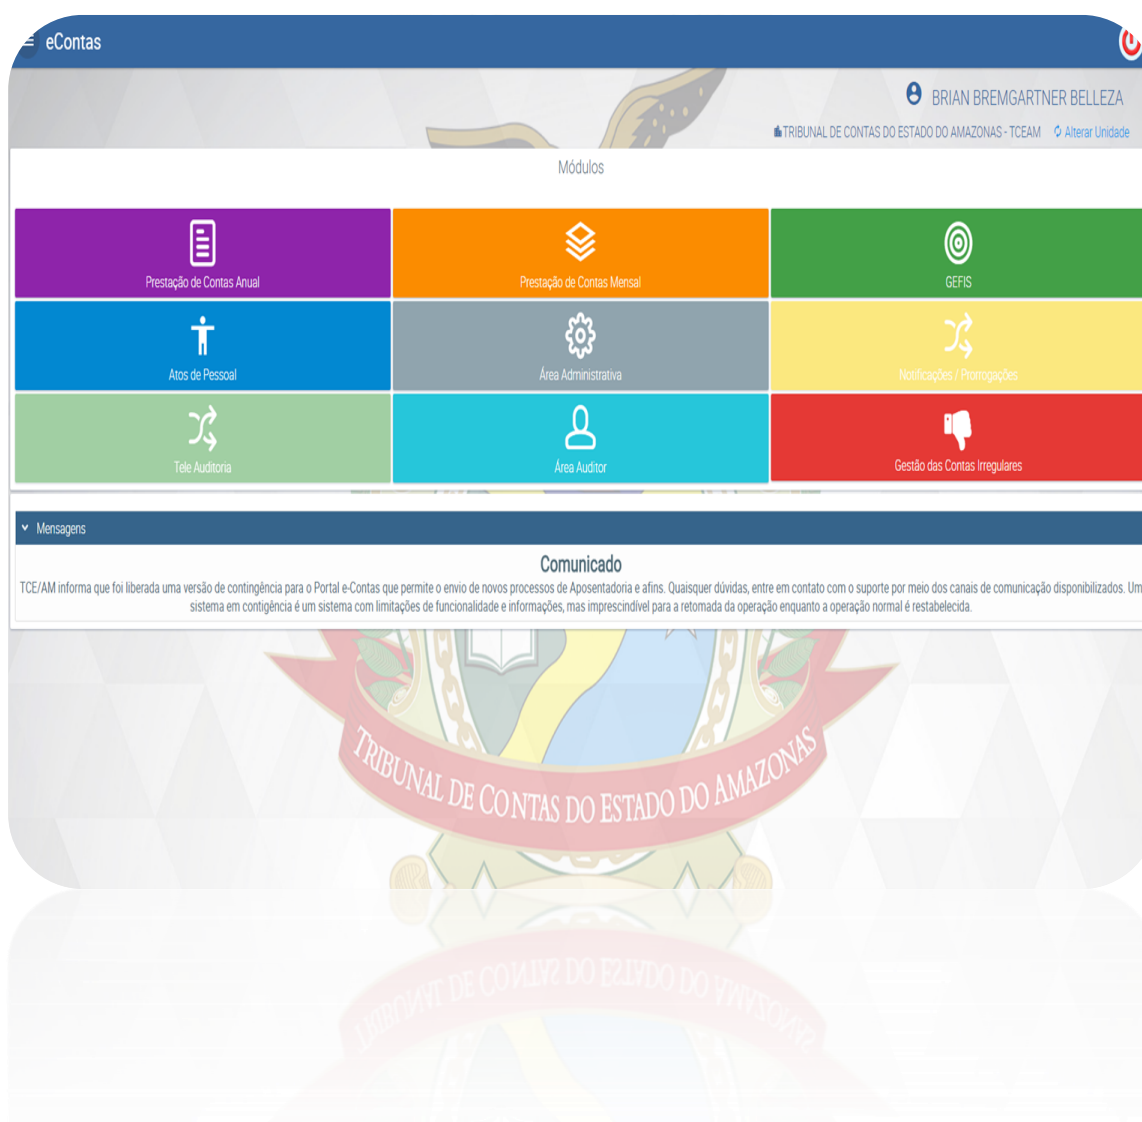 eContas
BRIAN BREMGARTNER BELLEZA
TRIBUNAL DE CONTAS DO ESTADO DO AMAZONAS - TCEAM Alterar Unidade
Módulos
Prestação de Contas Anual
Prestação de Contas Mensal
GEFIS
Atos de Pessoal
Área Administrativa
Notificações / Prorrogações
Tele Auditoria
Área Auditor
Gestão das Contas Irregulares
Mensagens
Comunicado
TCE/AM informa que foi liberada uma versão de contingência para o Portal e-Contas que permite o envio de novos processos de Aposentadoria e afins. Quaisquer dúvidas, entre em contato com o suporte por meio dos canais de comunicação disponibilizados. Um
sistema em contigência é um sistema com limitações de funcionalidade e informações, mas imprescindível para a retomada da operação enquanto a operação normal é restabelecida.
TRIBUNAL DE CONTAS DO ESTADO DO AMAZONAS